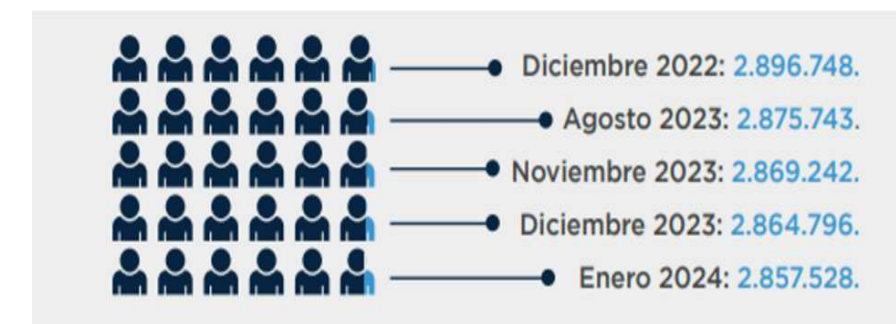 Diciembre 2022: 2.896.748.
Agosto 2023: 2.875.743.
Noviembre 2023: 2.869.242.
Diciembre 2023: 2.864.796.
Enero 2024: 2.857.528.